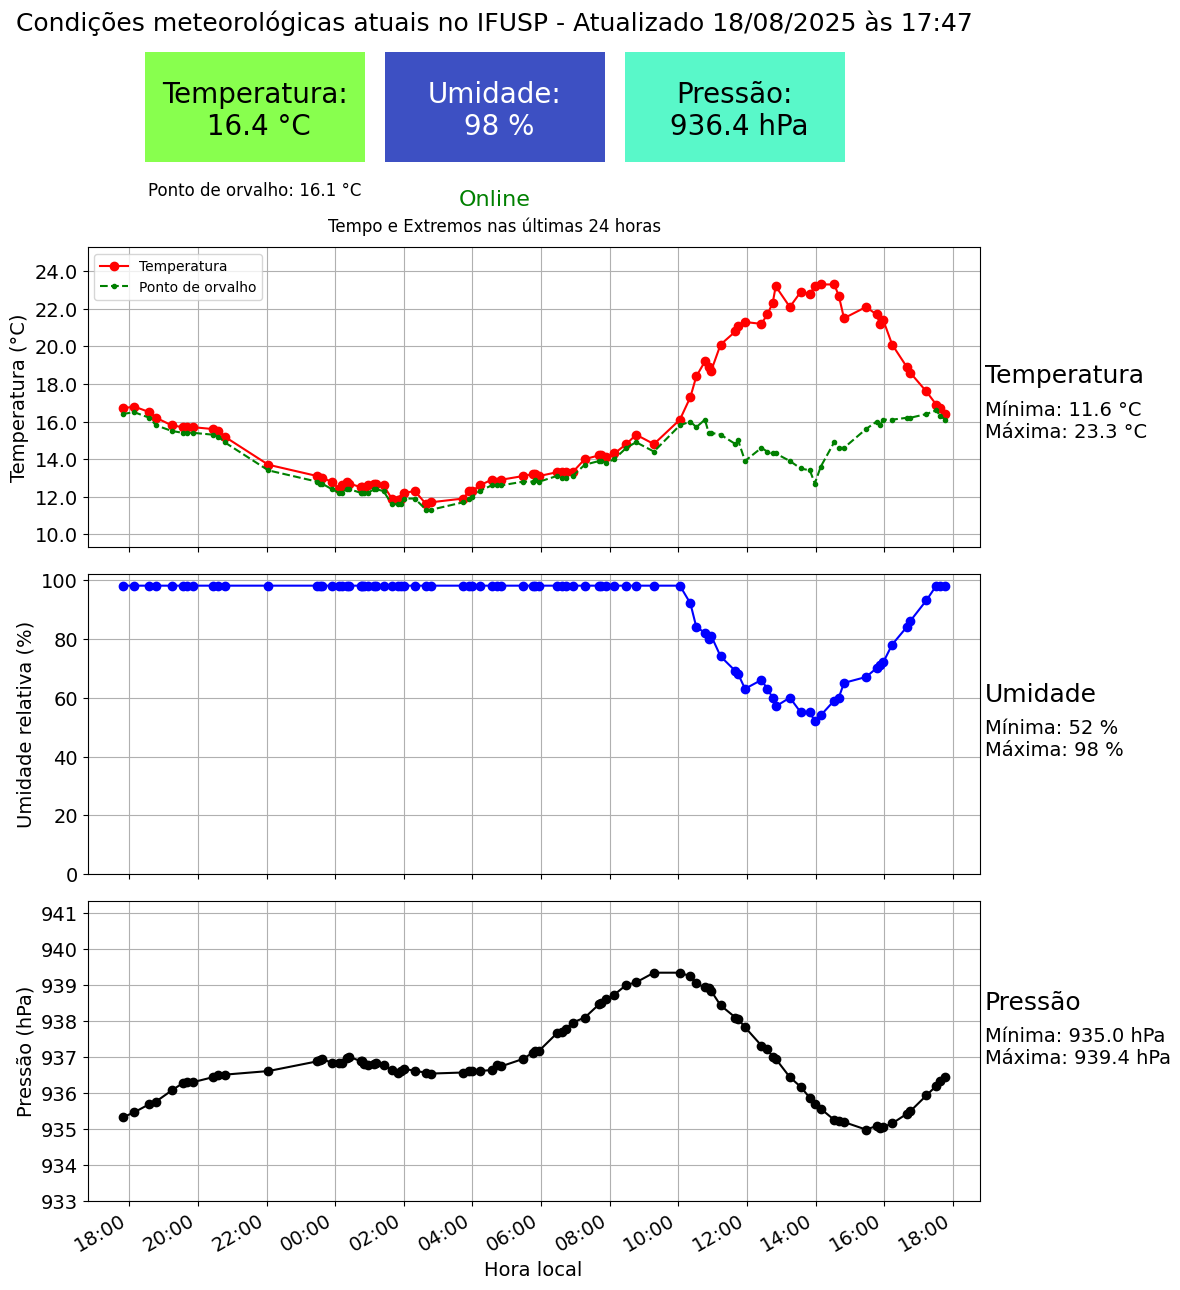 Condições meteorológicas atuais no IFUSP - Atualizado 18/08/2025 às 17:47
Temperatura:
16.4 °C
Umidade:
98 %
Pressão:
936.4 hPa
Ponto de orvalho: 16.1 °C
Online
Tempo e Extremos nas últimas 24 horas
Temperatura (°C)
24.0
22.0
20.0
18.0
16.0
14.0
12.0
10.0
Temperatura
Ponto de orvalho
Temperatura
Mínima: 11.6 °C
Máxima: 23.3 °C
Umidade relativa (%)
100
80
60
40
20
0
Umidade
Mínima: 52 %
Máxima: 98 %
Pressão (hPa)
941
940
939
938
937
936
935
934
933
Pressão
Mínima: 935.0 hPa
Máxima: 939.4 hPa
18:00 20:00 22:00 00:00 02:00 04:00 06:00 08:00 10:00 12:00 14:00 16:00 18:00
Hora local